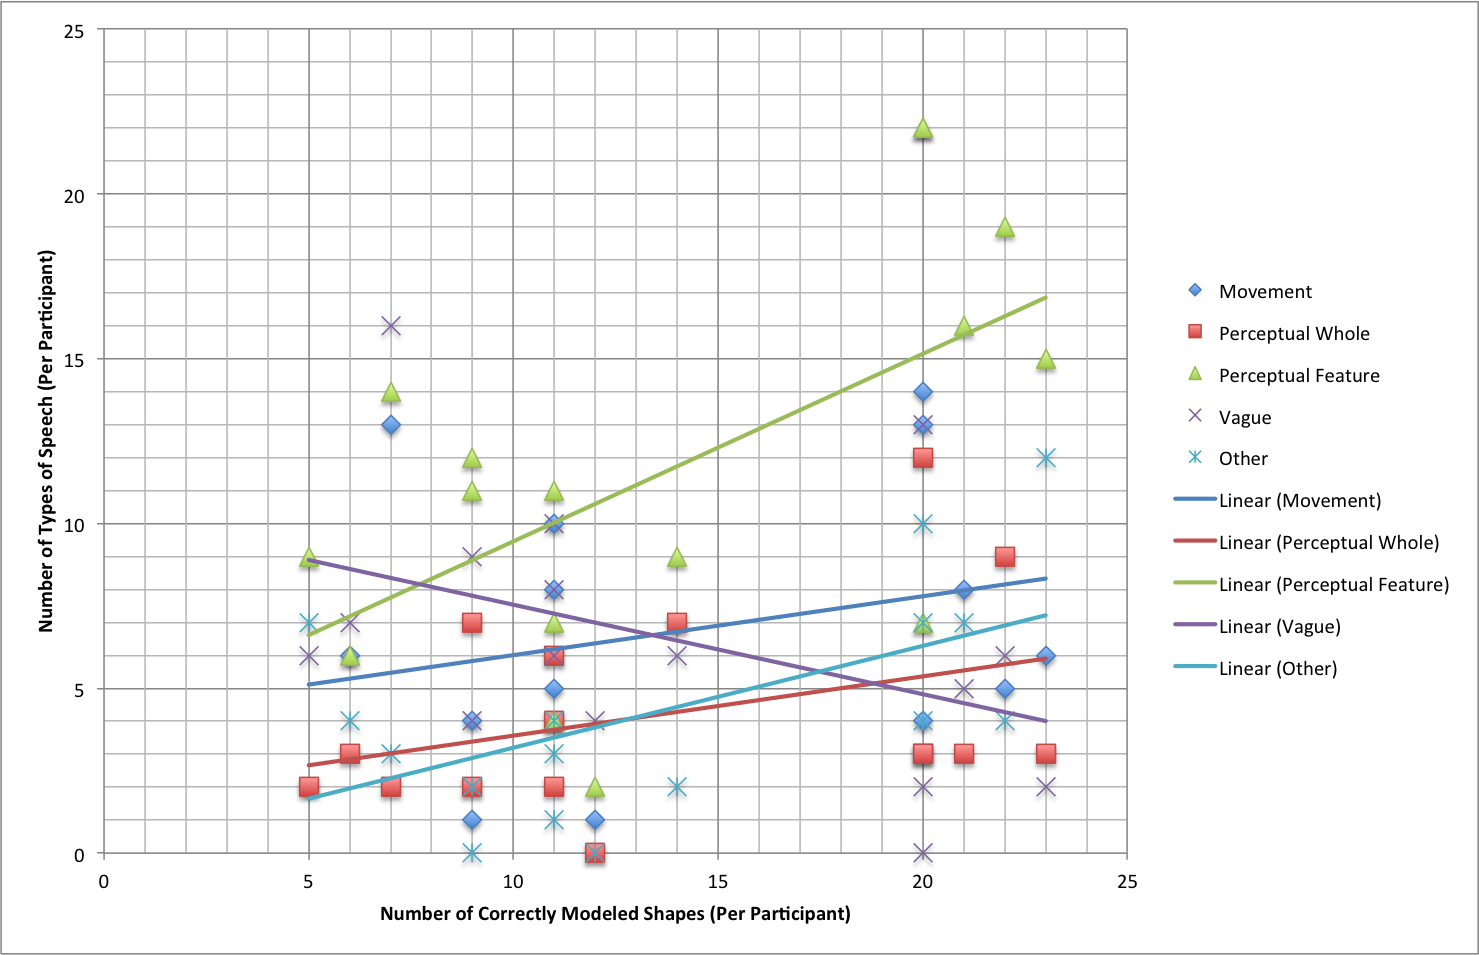 25
20
15
10
5
0
0 5 10 15 20 25
Number of Types of Speech (Per Participant)
Number of Correctly Modeled Shapes (Per Participant)
Movement
Perceptual Whole
Perceptual Feature
Vague
Other
Linear (Movement)
Linear (Perceptual Whole)
Linear (Perceptual Feature)
Linear (Vague)
Linear (Other)